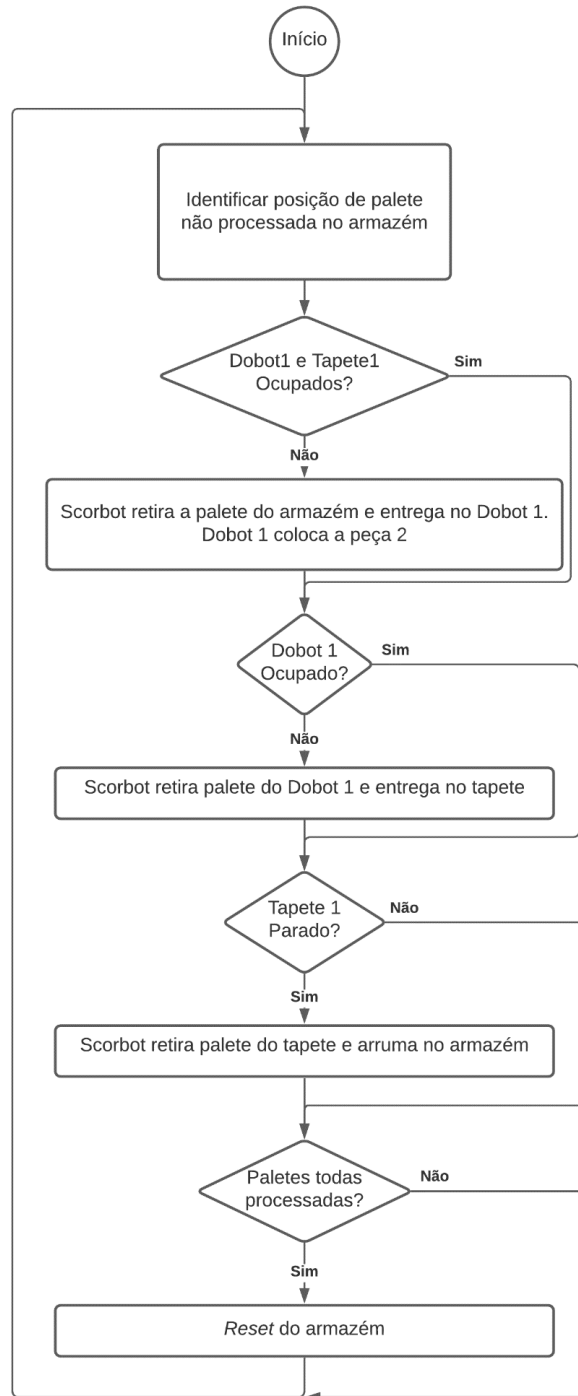 Início
Identificar posição de palete
não processada no armazém
Dobot1 e Tapete1
Ocupados?
Sim
Não
Scorbot retira a palete do armazém e entrega no Dobot 1.
Dobot 1 coloca a peça 2
Dobot 1
Ocupado?
Sim
Não
Scorbot retira palete do Dobot 1 e entrega no tapete
Tapete 1
Parado?
Não
Sim
Scorbot retira palete do tapete e arruma no armazém
Paletes todas
processadas?
Não
Sim
Reset do armazém